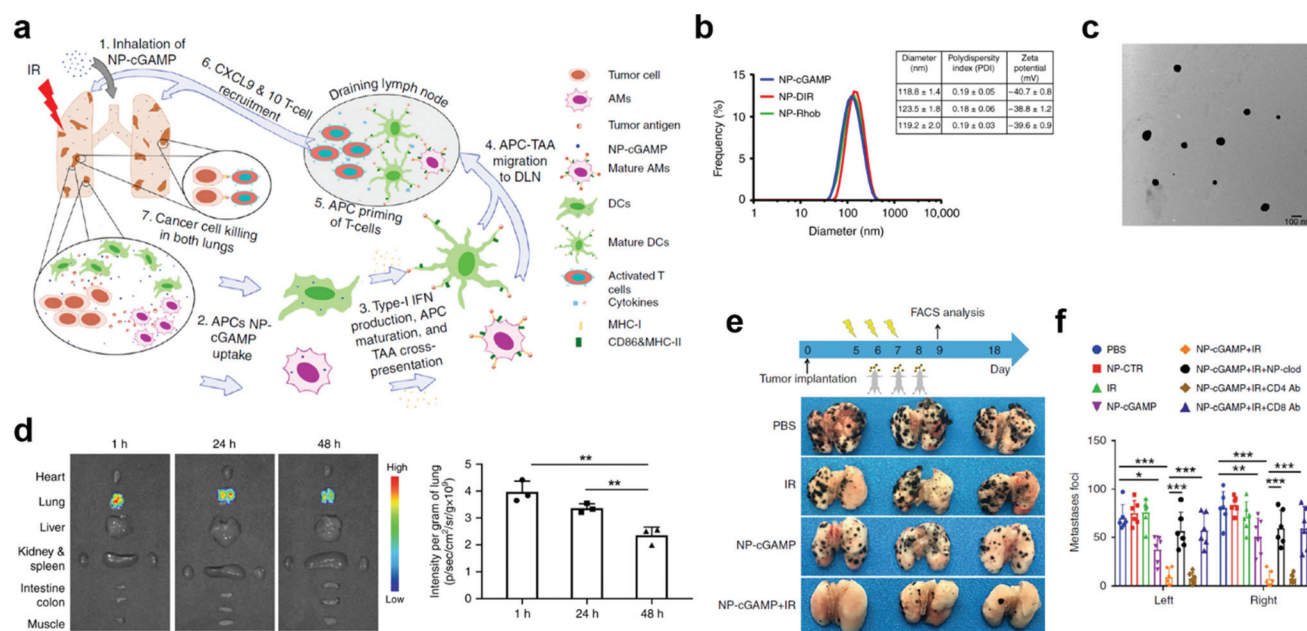 a
1. Inhalation of
NP-cGAMP
IR
6. CXCL9 & 10 T-cell
recruitment
Draining lymph node
4. APC-TAA
migration
to DLN
5. APC priming
of T-cells
7. Cancer cell killing
in both lungs
2. APCs NP-
cGAMP
uptake
3. Type-I IFN
production, APC
maturation, and
TAA cross-
presentation
Tumor cell
AMs
Tumor antigen
NP-cGAMP
Mature AMs
DCs
Mature DCs
Activated T
cells
Cytokines
MHC-I
CD86&MHC-II
b
NP-cGAMP
NP-DIR
NP-Rhob
Frequency (%)
15
10
5
0
1 10 100 1000 10,000
Diameter (nm)
Diameter (nm) Polydispersity index (PDI) Zeta potential (mV)
118.8 ± 1.4 0.19 ± 0.05 −40.7 ± 0.8
123.5 ± 1.8 0.18 ± 0.06 −38.8 ± 1.2
119.2 ± 2.0 0.19 ± 0.03 −39.6 ± 0.9
c
100 nm
d
1 h 24 h 48 h
Heart
Lung
Liver
Kidney &
spleen
Intestine
colon
Muscle
High
Low
Intensity per gram of lung
(p/sec/cm²/sr/g×10⁹)
5
4
3
2
1
0
**
**
1 h 24 h 48 h
e
FACS analysis
0 5 6 7 8 9 18
Day
Tumor implantation
PBS
IR
NP-cGAMP
NP-cGAMP+IR
f
PBS
NP-CTR
IR
NP-cGAMP
NP-cGAMP+IR
NP-cGAMP+IR+NP-clod
NP-cGAMP+IR+CD4 Ab
NP-cGAMP+IR+CD8 Ab
Metastases foci
150
100
50
0
***
*
***
***
***
**
***
***
Left Right